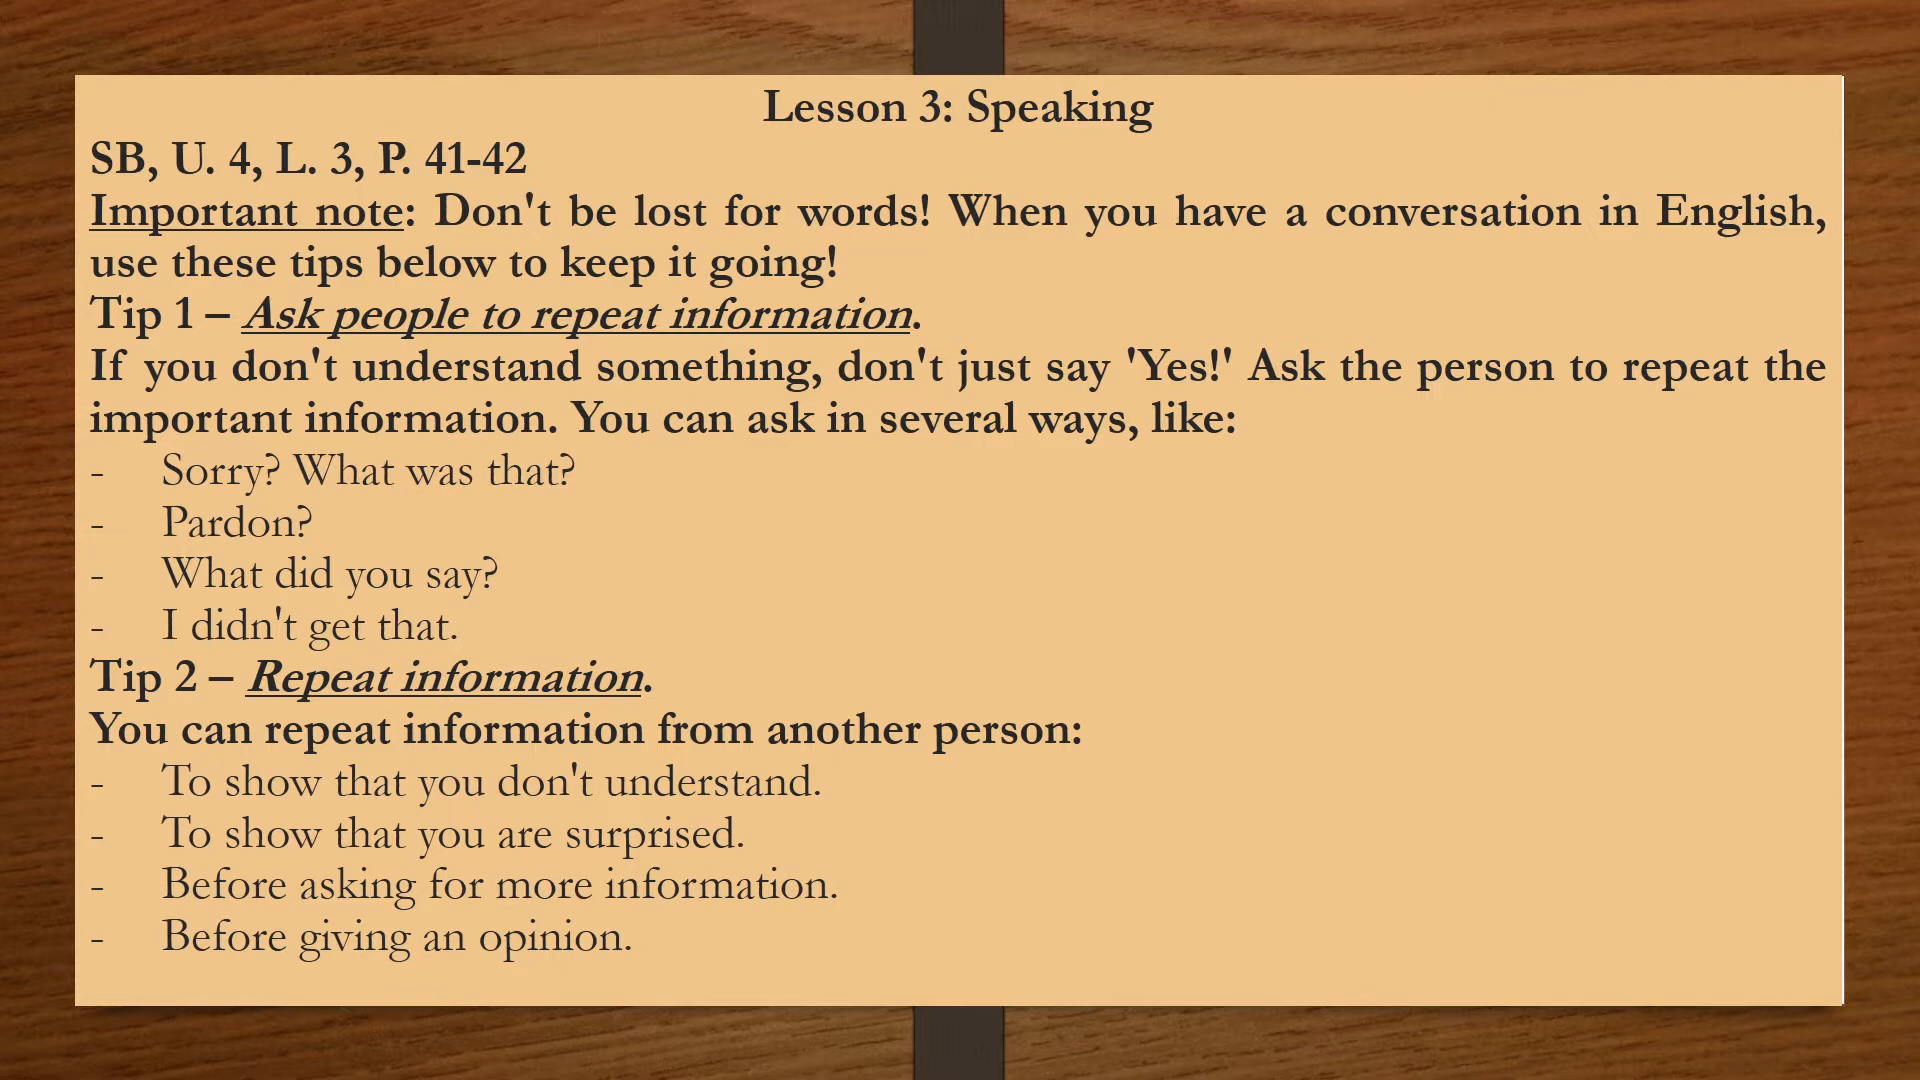 Lesson 3: Speaking
SB, U. 4, L. 3, P. 41-42
Important note: Don't be lost for words! When you have a conversation in English,
use these tips below to keep it going!
Tip 1 – Ask people to repeat information.
If you don't understand something, don't just say 'Yes!' Ask the person to repeat the
important information. You can ask in several ways, like:
- Sorry? What was that?
- Pardon?
- What did you say?
- I didn't get that.
Tip 2 – Repeat information.
You can repeat information from another person:
- To show that you don't understand.
- To show that you are surprised.
- Before asking for more information.
- Before giving an opinion.